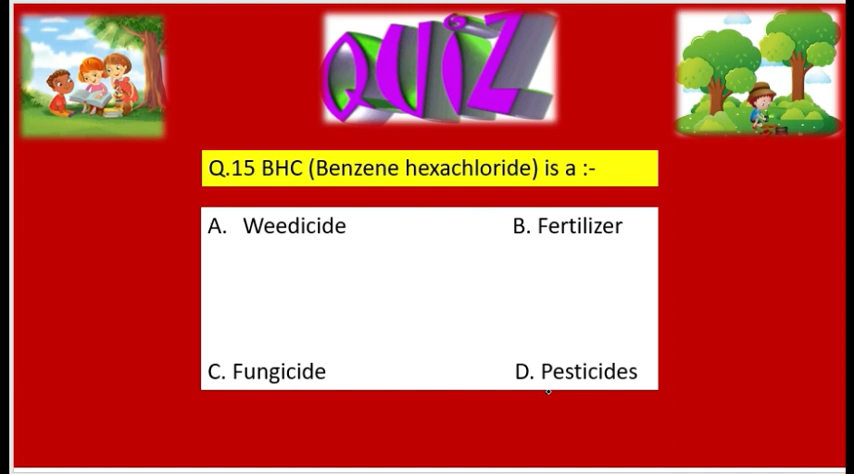 QUIZ
Q.15 BHC (Benzene hexachloride) is a :-
A. Weedicide B. Fertilizer
C. Fungicide D. Pesticides